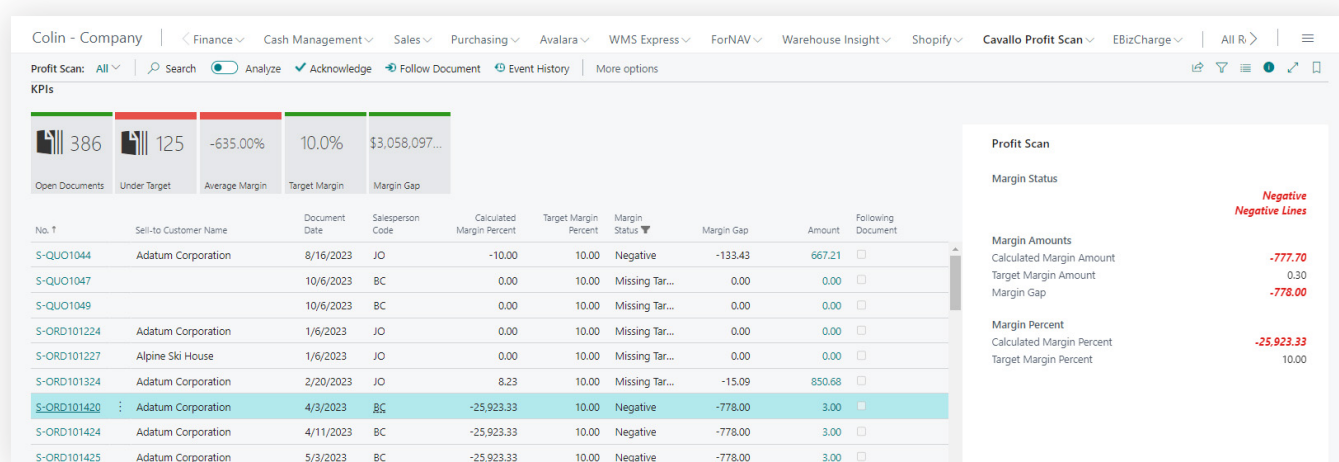 Colin - Company Finance Cash Management Sales Purchasing Avalara WMS Express ForNAV Warehouse Insight Shopify Cavallo Profit Scan EBizCharge All R
Profit Scan: All Search Analyze Acknowledge Follow Document Event History More options
KPIs
386 125 -635.00% 10.0% $3,058,097...
Open Documents Under Target Average Margin Target Margin Margin Gap
No. ↑ Sell-to Customer Name Document Date Salesperson Code Calculated Margin Percent Target Margin Percent Margin Status Margin Gap Amount Following Document
S-QUO1044 Adatum Corporation 8/16/2023 JO -10.00 10.00 Negative -133.43 667.21
S-QUO1047 10/6/2023 BC 0.00 10.00 Missing Tar... 0.00 0.00
S-QUO1049 10/6/2023 BC 0.00 10.00 Missing Tar... 0.00 0.00
S-ORD101224 Adatum Corporation 1/6/2023 JO 0.00 10.00 Missing Tar... 0.00 0.00
S-ORD101227 Alpine Ski House 1/6/2023 JO 0.00 10.00 Missing Tar... 0.00 0.00
S-ORD101324 Adatum Corporation 2/20/2023 JO 8.23 10.00 Missing Tar... -15.09 850.68
S-ORD101420 Adatum Corporation 4/3/2023 BC -25,923.33 10.00 Negative -778.00 3.00
S-ORD101424 Adatum Corporation 4/11/2023 BC -25,923.33 10.00 Negative -778.00 3.00
S-ORD101425 Adatum Corporation 5/3/2023 BC -25,923.33 10.00 Negative -778.00 3.00
Profit Scan
Margin Status
Negative
Negative Lines
Margin Amounts
Calculated Margin Amount -777.70
Target Margin Amount 0.30
Margin Gap -778.00
Margin Percent
Calculated Margin Percent -25,923.33
Target Margin Percent 10.00